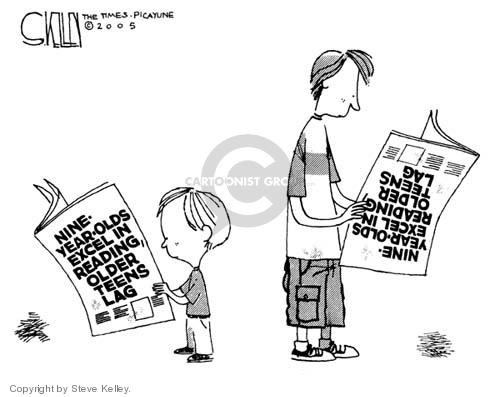 S. KELLEY
THE TIMES-PICAYUNE
© 2005
NINE-
YEAR-OLDS
EXCEL IN
READING,
OLDER
TEENS
LAG
NINE-
YEAR-OLDS
EXCEL IN
READING,
OLDER
TEENS
LAG
CARTOONIST GROUP
Copyright by Steve Kelley.